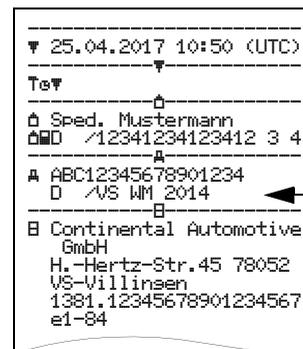 ▼ 25.04.2017 10:50 (UTC)
T⊙▼
Sped. Mustermann
D /12341234123412 3 4
A ABC12345678901234
D /VS WM 2014
Continental Automotive
GmbH
H.-Hertz-Str.45 78052
VS-Villingen
1381.12345678901234567
e1-84